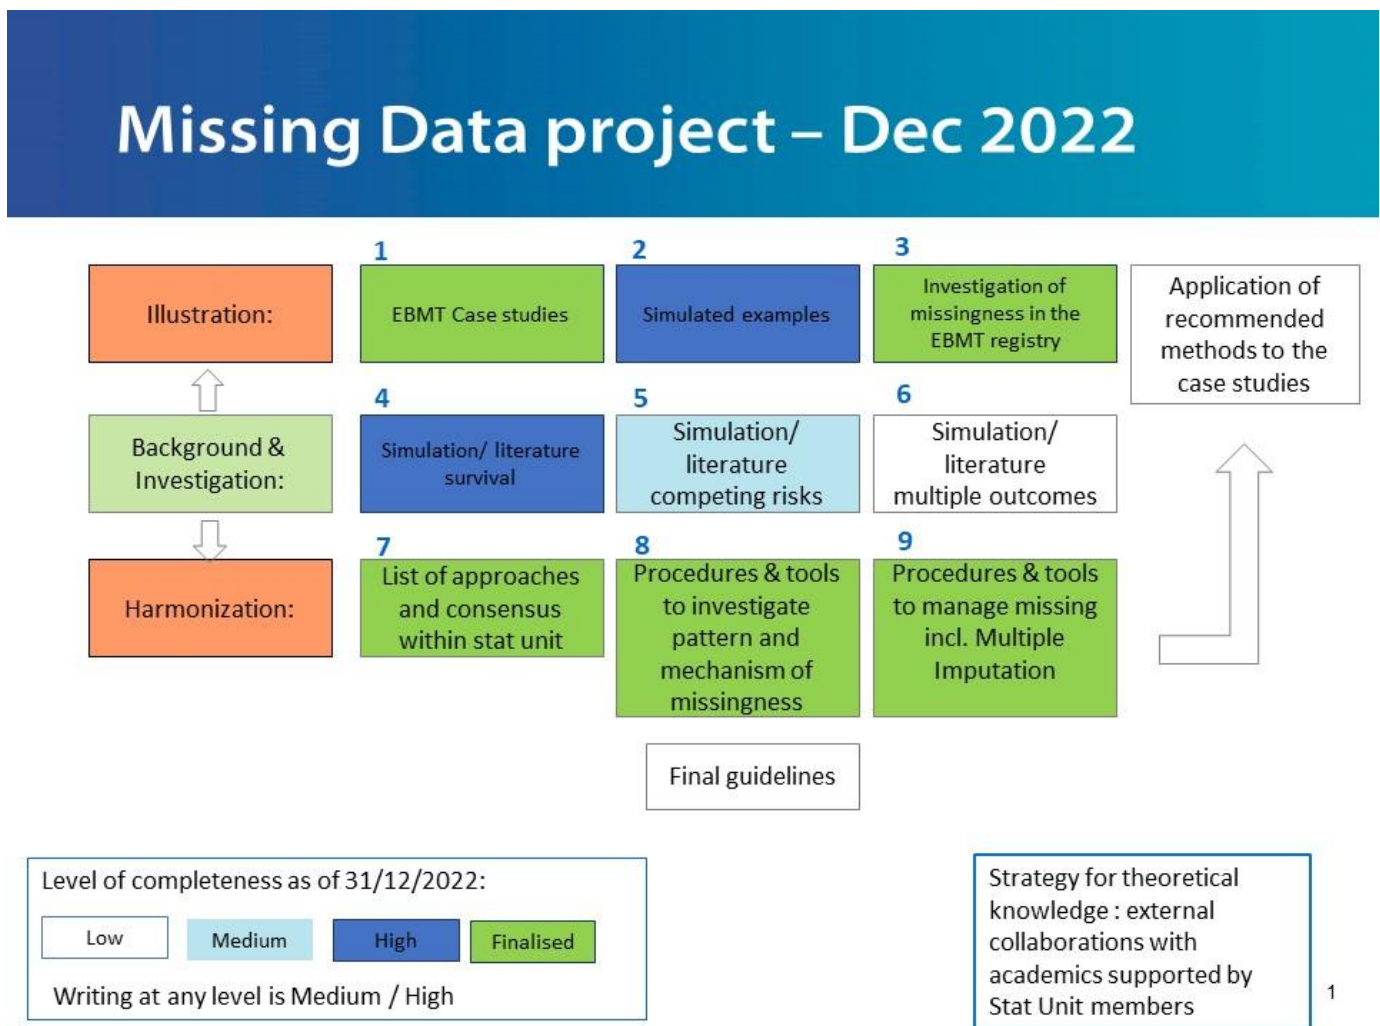 Missing Data project – Dec 2022
1
2
3
Illustration:
EBMT Case studies
Simulated examples
Investigation of
missingness in the
EBMT registry
Application of
recommended
methods to the
case studies
4
5
6
Background &
Investigation:
Simulation/ literature
survival
Simulation/
literature
competing risks
Simulation/
literature
multiple outcomes
7
8
9
Harmonization:
List of approaches
and consensus
within stat unit
Procedures & tools
to investigate
pattern and
mechanism of
missingness
Procedures & tools
to manage missing
incl. Multiple
Imputation
Final guidelines
Level of completeness as of 31/12/2022:
Low
Medium
High
Finalised
Writing at any level is Medium / High
Strategy for theoretical
knowledge : external
collaborations with
academics supported by
Stat Unit members
1